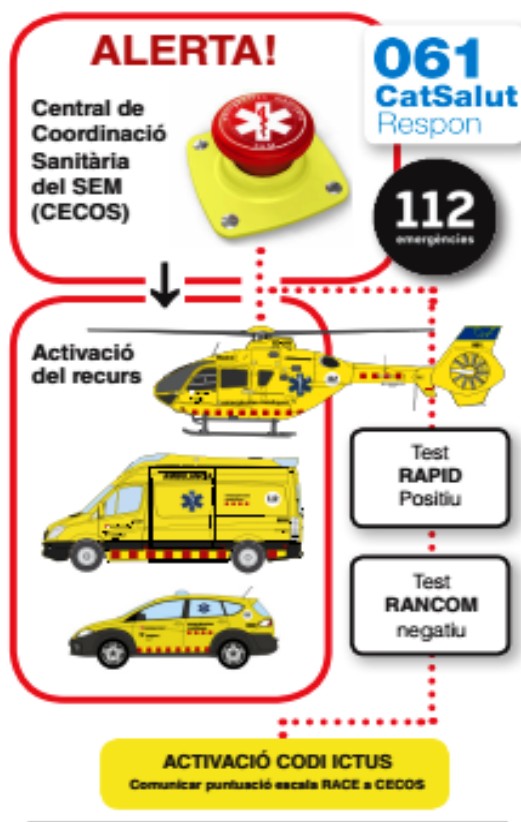 ALERTA!
061
CatSalut
Respon
Central de
Coordinació
Sanitària
del SEM
(CECOS)
112
emergències
Activació
del recurs
Test
RAPID
Positiu
Test
RANCOM
negatiu
ACTIVACIÓ CODI ICTUS
Comunicar puntuació escala RACE a CECOS